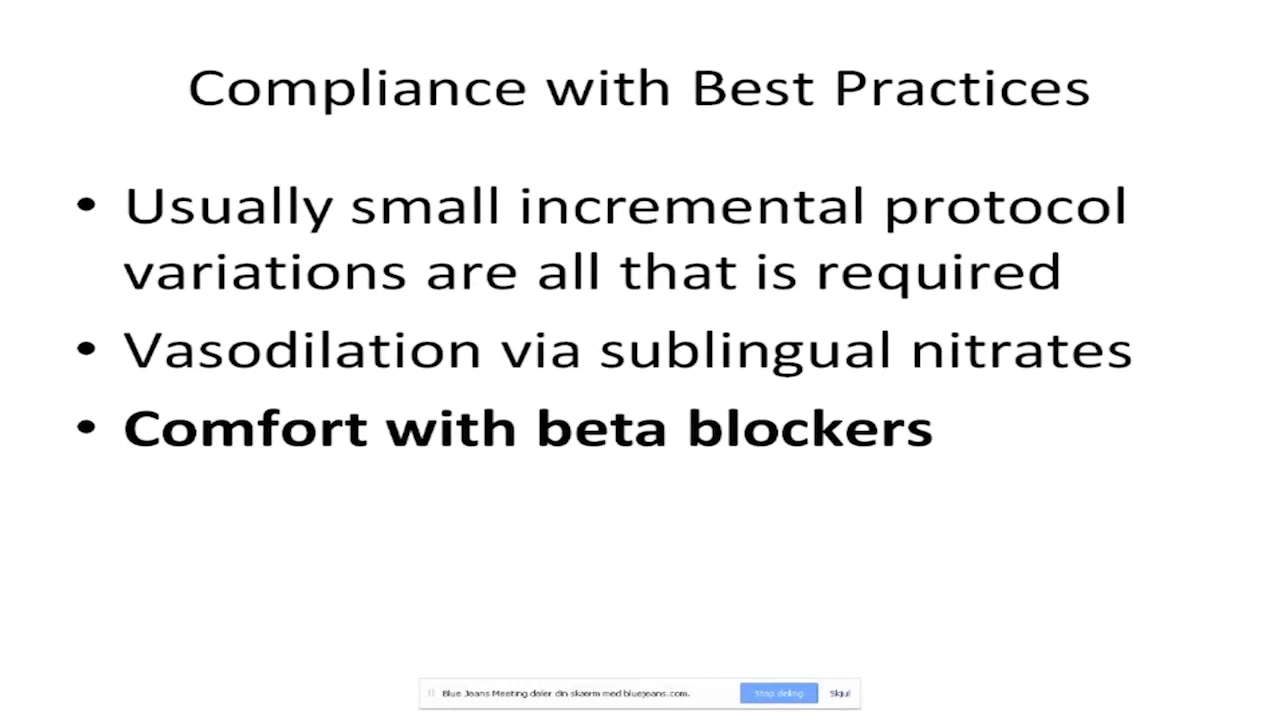 Compliance with Best Practices
• Usually small incremental protocol
variations are all that is required
• Vasodilation via sublingual nitrates
• Comfort with beta blockers
Blue Jeans Meeting deler din skærm med bluejeans.com.
Stop deling
Skjul